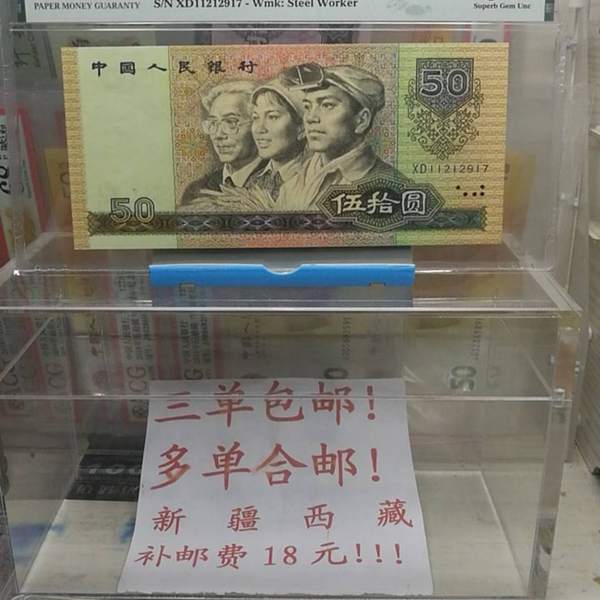 PAPER MONEY GUARANTY S/N XD11212917 - Wmk: Steel Worker Superb Gem Unc
中國人民银行 50
XD11212917
50 伍拾圆
三单包邮!
多单合邮!
新疆西藏
补邮费18元!!!